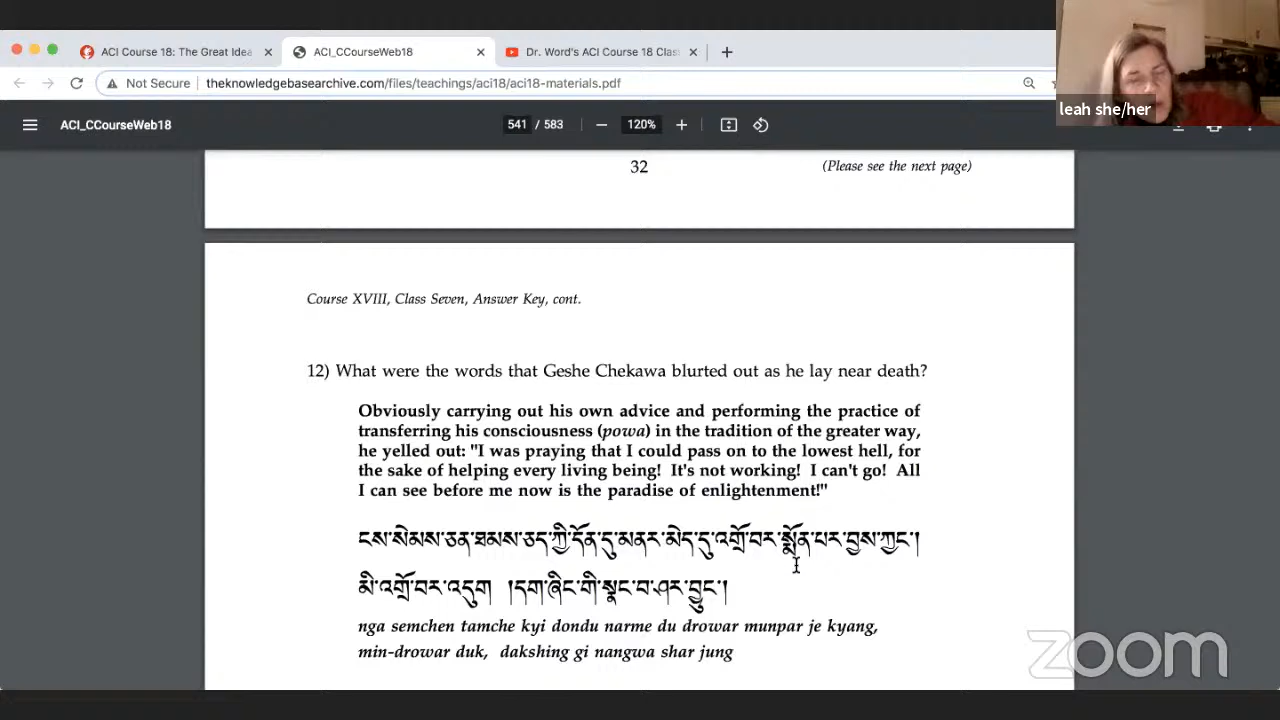 ACI Course 18: The Great Idea
ACI_CCourseWeb18
Dr. Word's ACI Course 18 Clas
Not Secure
theknowledgebasearchive.com/files/teachings/aci18/aci18-materials.pdf
leah she/her
ACI_CCourseWeb18
541 / 583
120%
32
(Please see the next page)
Course XVIII, Class Seven, Answer Key, cont.
12) What were the words that Geshe Chekawa blurted out as he lay near death?
Obviously carrying out his own advice and performing the practice of
transferring his consciousness (powa) in the tradition of the greater way,
he yelled out: "I was praying that I could pass on to the lowest hell, for
the sake of helping every living being! It's not working! I can't go! All
I can see before me now is the paradise of enlightenment!"
ངས་སེམས་ཅན་ཐམས་ཅད་ཀྱི་དོན་དུ་མནར་མེད་དུ་འགྲོ་བར་སྨོན་པར་བྱས་ཀྱང་།
མི་འགྲོ་བར་འདུག །དག་ཞིང་གི་སྣང་བ་ཤར་བྱུང་།
nga semchen tamche kyi dondu narme du drowar munpar je kyang,
min-drowar duk, dakshing gi nangwa shar jung
zoom